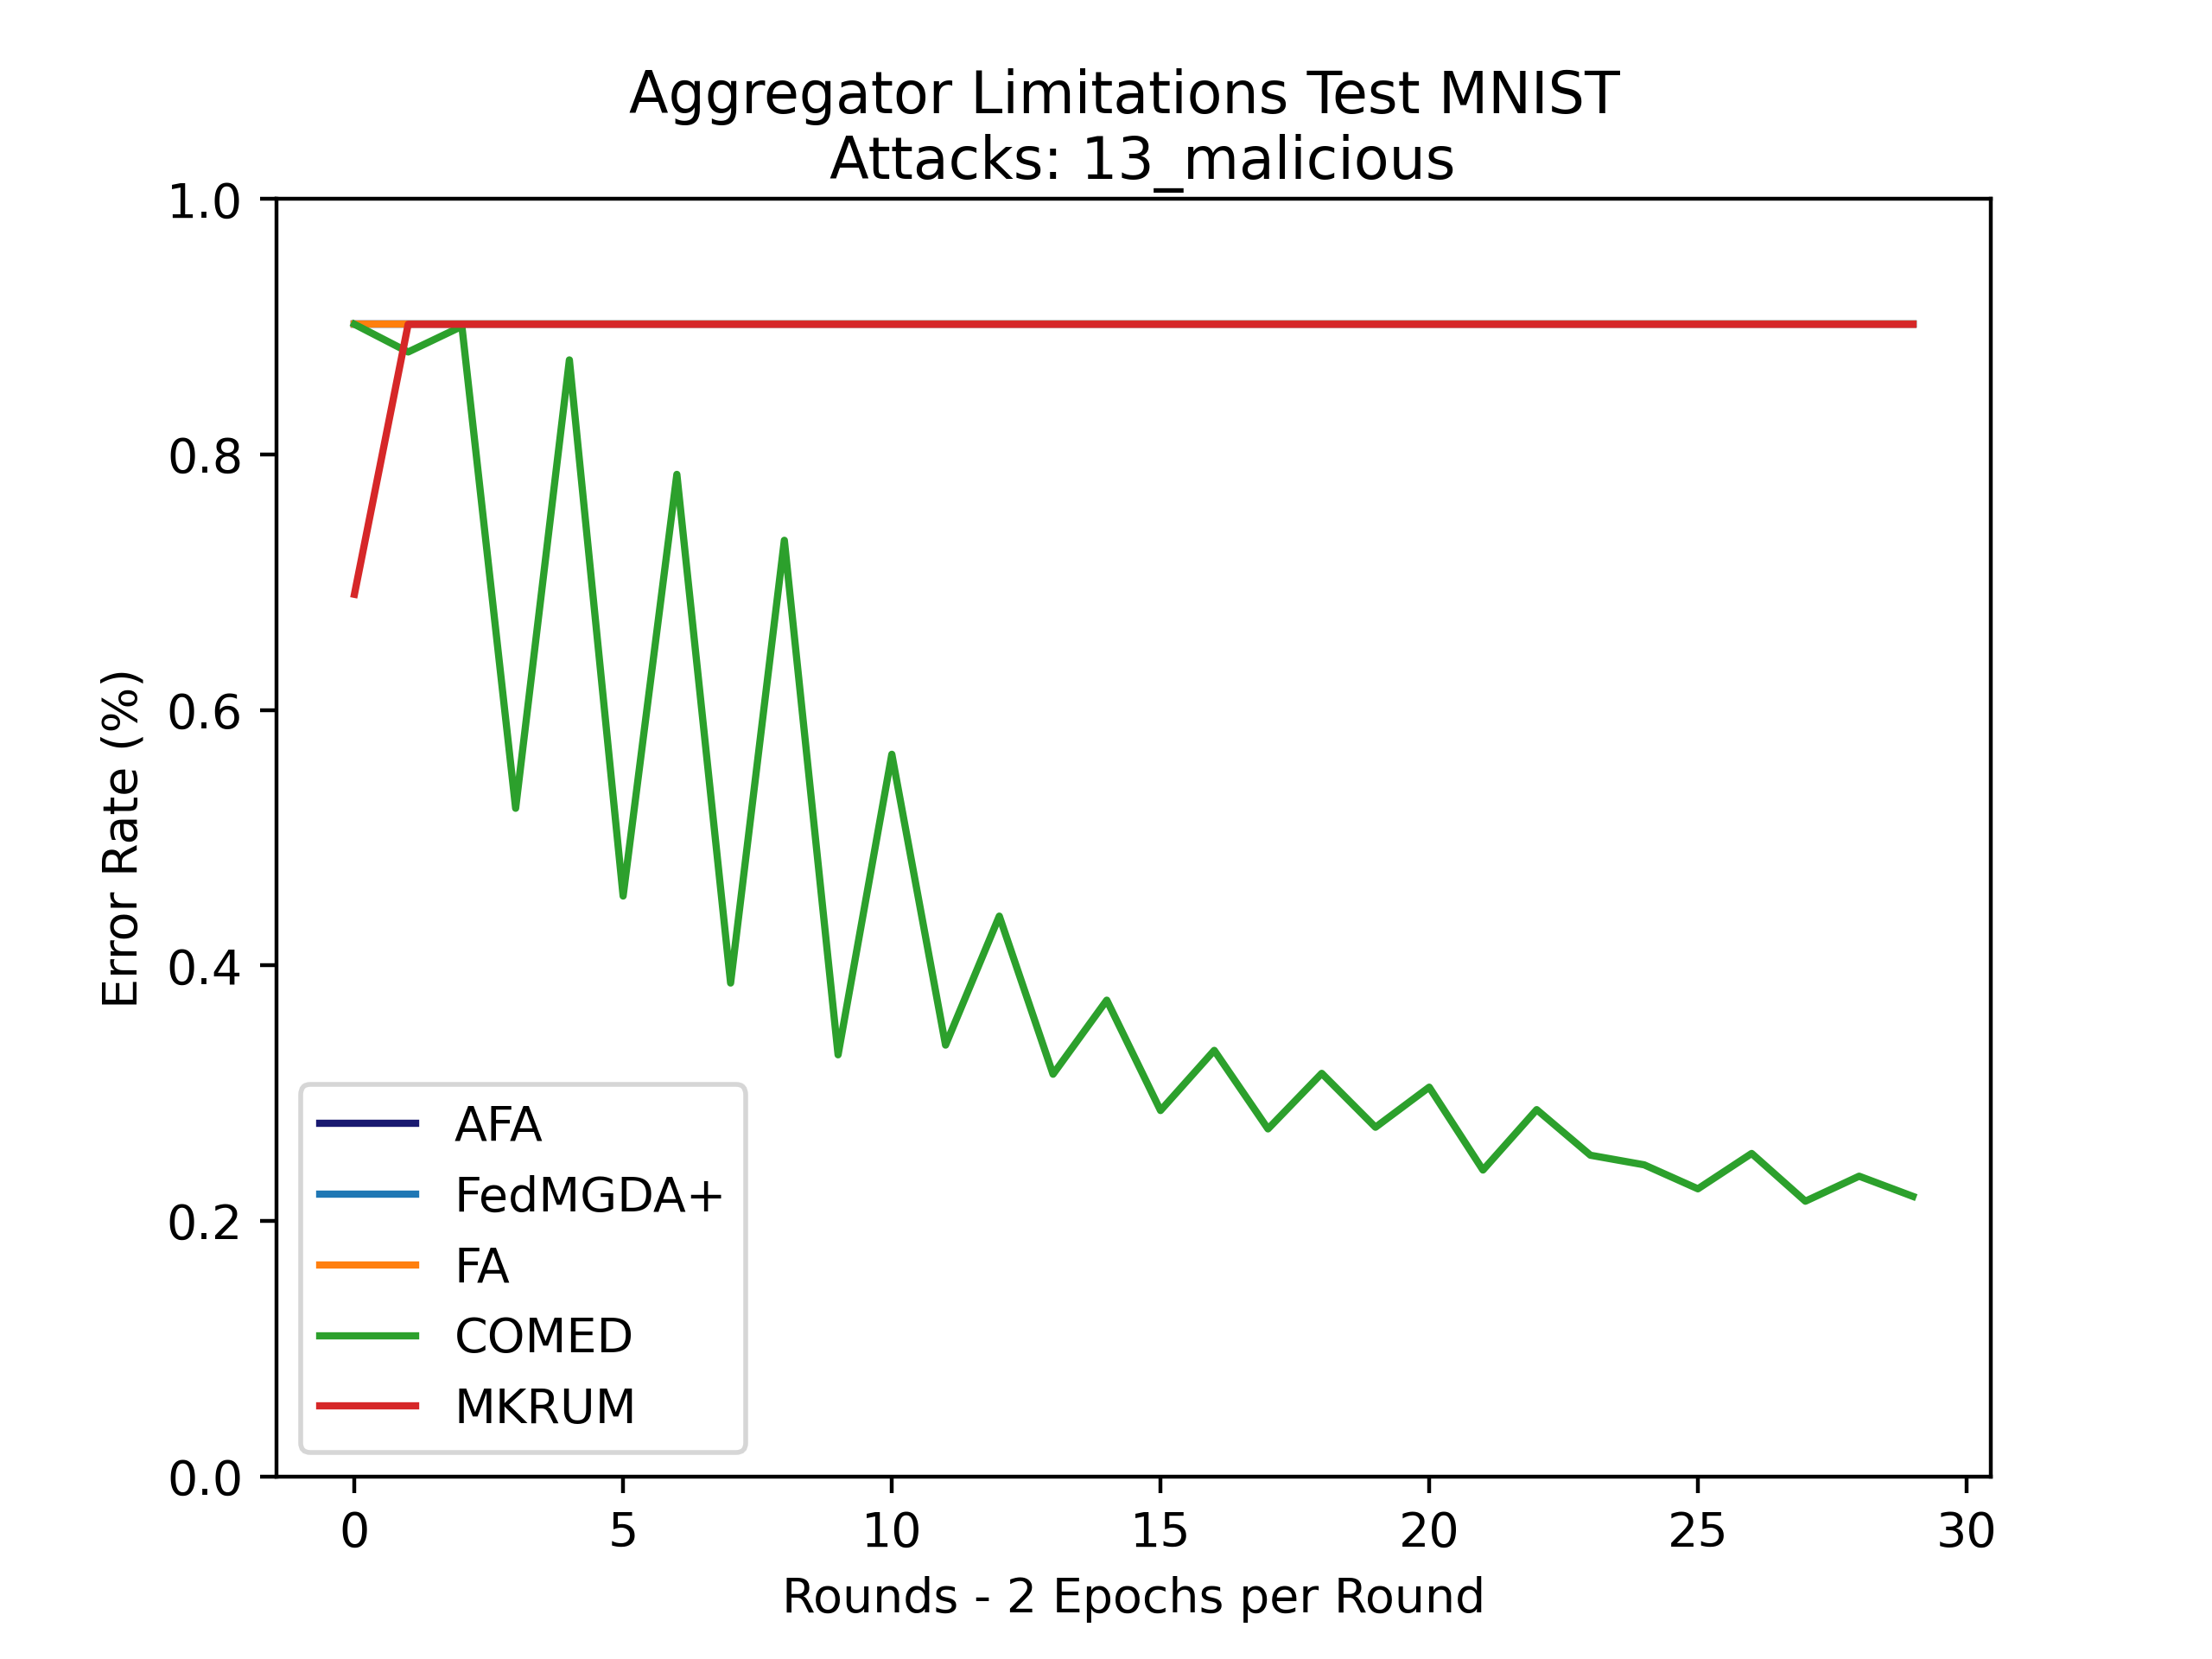 Aggregator Limitations Test MNIST
Attacks: 13_malicious
1.0
0.8
0.6
0.4
0.2
0.0
Error Rate (%)
AFA
FedMGDA+
FA
COMED
MKRUM
0 5 10 15 20 25 30
Rounds - 2 Epochs per Round